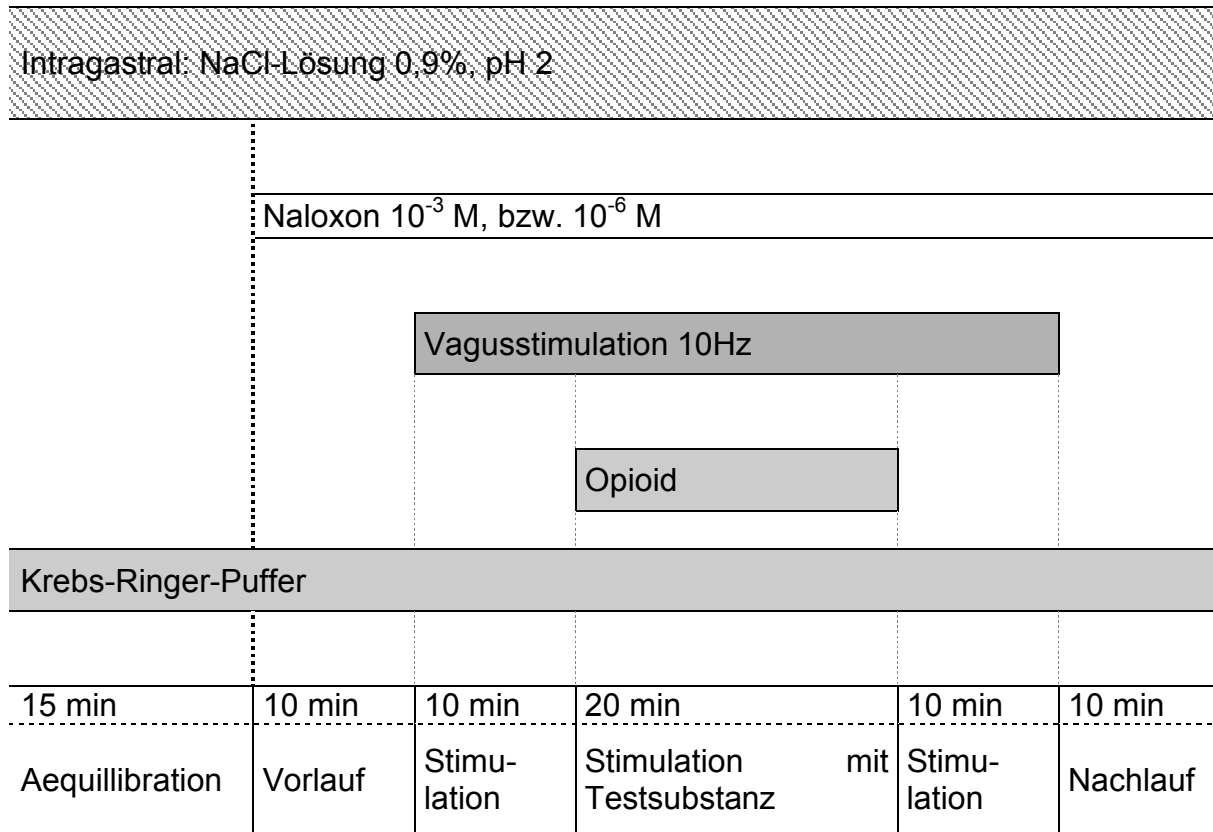 Intragastral: NaCl-Lösung 0,9%, pH 2
Naloxon 10⁻³ M, bzw. 10⁻⁶ M
Vagusstimulation 10Hz
Opioid
Krebs-Ringer-Puffer
15 min
10 min
10 min
20 min
10 min
10 min
Aequillibration
Vorlauf
Stimu-
lation
Stimulation mit
Testsubstanz
Stimu-
lation
Nachlauf